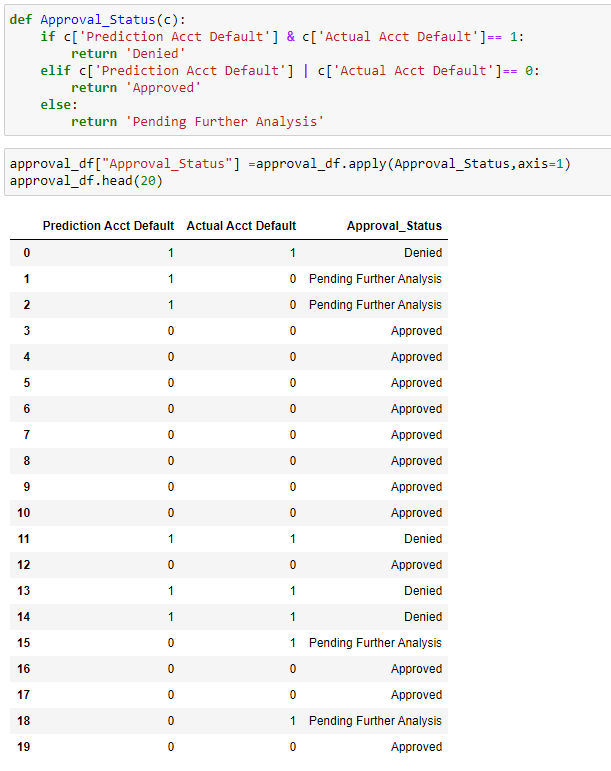 def Approval_Status(c):
    if c['Prediction Acct Default'] & c['Actual Acct Default']== 1:
        return 'Denied'
    elif c['Prediction Acct Default'] | c['Actual Acct Default']== 0:
        return 'Approved'
    else:
        return 'Pending Further Analysis'
approval_df["Approval_Status"] =approval_df.apply(Approval_Status,axis=1)
approval_df.head(20)
Prediction Acct Default Actual Acct Default Approval_Status
0 1 1 Denied
1 1 0 Pending Further Analysis
2 1 0 Pending Further Analysis
3 0 0 Approved
4 0 0 Approved
5 0 0 Approved
6 0 0 Approved
7 0 0 Approved
8 0 0 Approved
9 0 0 Approved
10 0 0 Approved
11 1 1 Denied
12 0 0 Approved
13 1 1 Denied
14 1 1 Denied
15 0 1 Pending Further Analysis
16 0 0 Approved
17 0 0 Approved
18 0 1 Pending Further Analysis
19 0 0 Approved